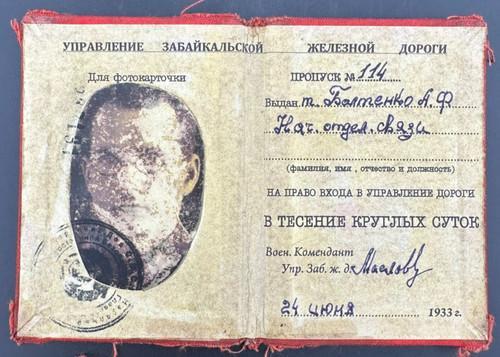 УПРАВЛЕНИЕ ЗАБАЙКАЛЬСКОЙ ЖЕЛЕЗНОЙ ДОРОГИ
Для фотокарточки
ПРОПУСК № 114
Выдан т. Балтенко А. Ф
Нач. отдел. связи
(фамилия, имя, отчество и должность)
НА ПРАВО ВХОДА В УПРАВЛЕНИЕ ДОРОГИ
В ТЕСЕНИЕ КРУГЛЫХ СУТОК
Воен. Комендант
Упр. Заб. ж. д.
24 июня 1933 г.